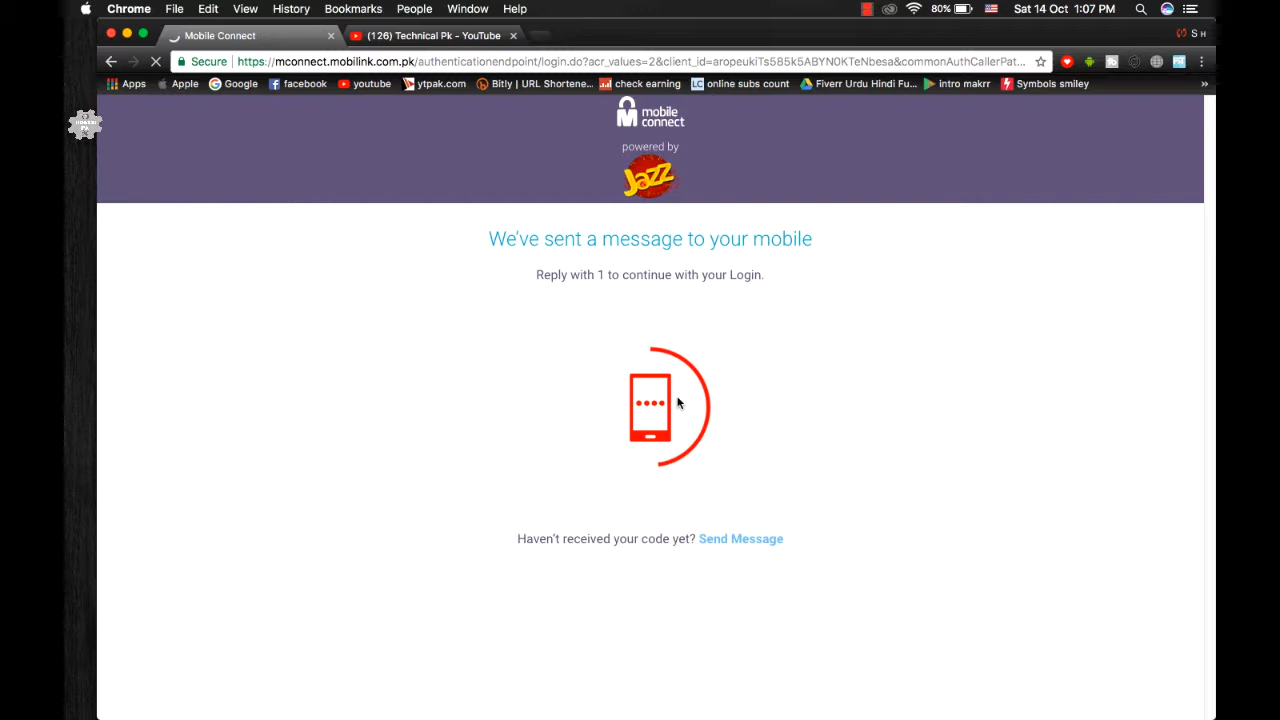 Chrome File Edit View History Bookmarks People Window Help 80% Sat 14 Oct 1:07 PM
Mobile Connect (126) Technical Pk - YouTube S H
Secure https://mconnect.mobilink.com.pk/authenticationendpoint/login.do?acr_values=2&client_id=aropeukiTs585k5ABYN0KTeNbesa&commonAuthCallerPat...
Apps Apple Google facebook youtube ytpak.com Bitly | URL Shortene... check earning LC online subs count Fiverr Urdu Hindi Fu... intro makrr Symbols smiley »
mobile
connect
powered by
Jazz
We've sent a message to your mobile
Reply with 1 to continue with your Login.
Haven't received your code yet? Send Message